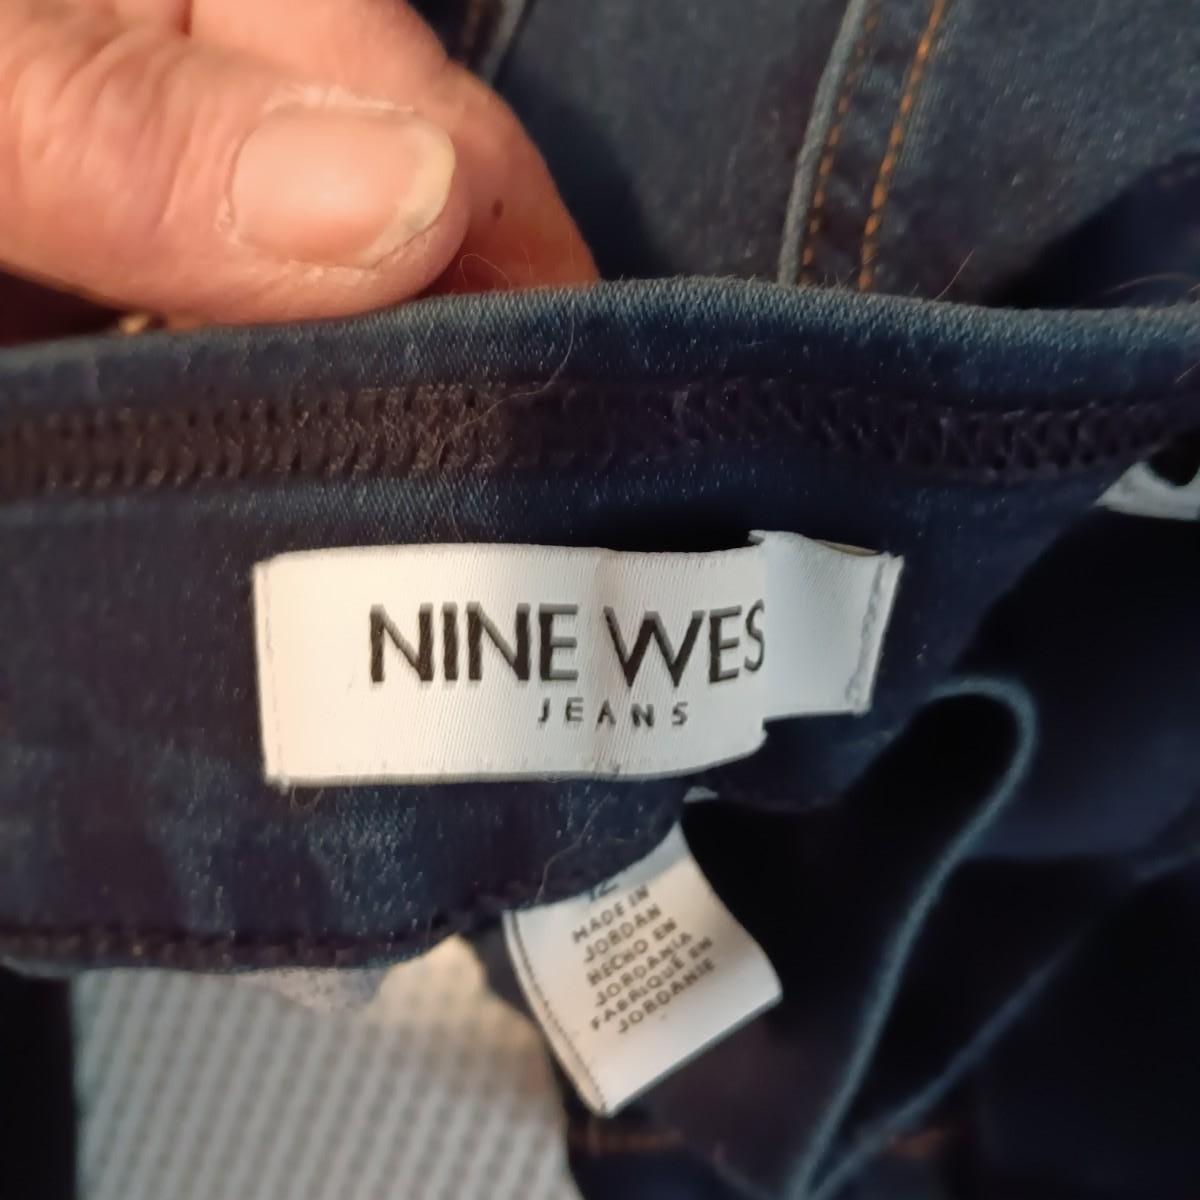 NINE WES
JEANS
12
MADE IN
JORDAN
HECHO EN
JORDANIA
FABRIQUÉ EN
JORDANIE